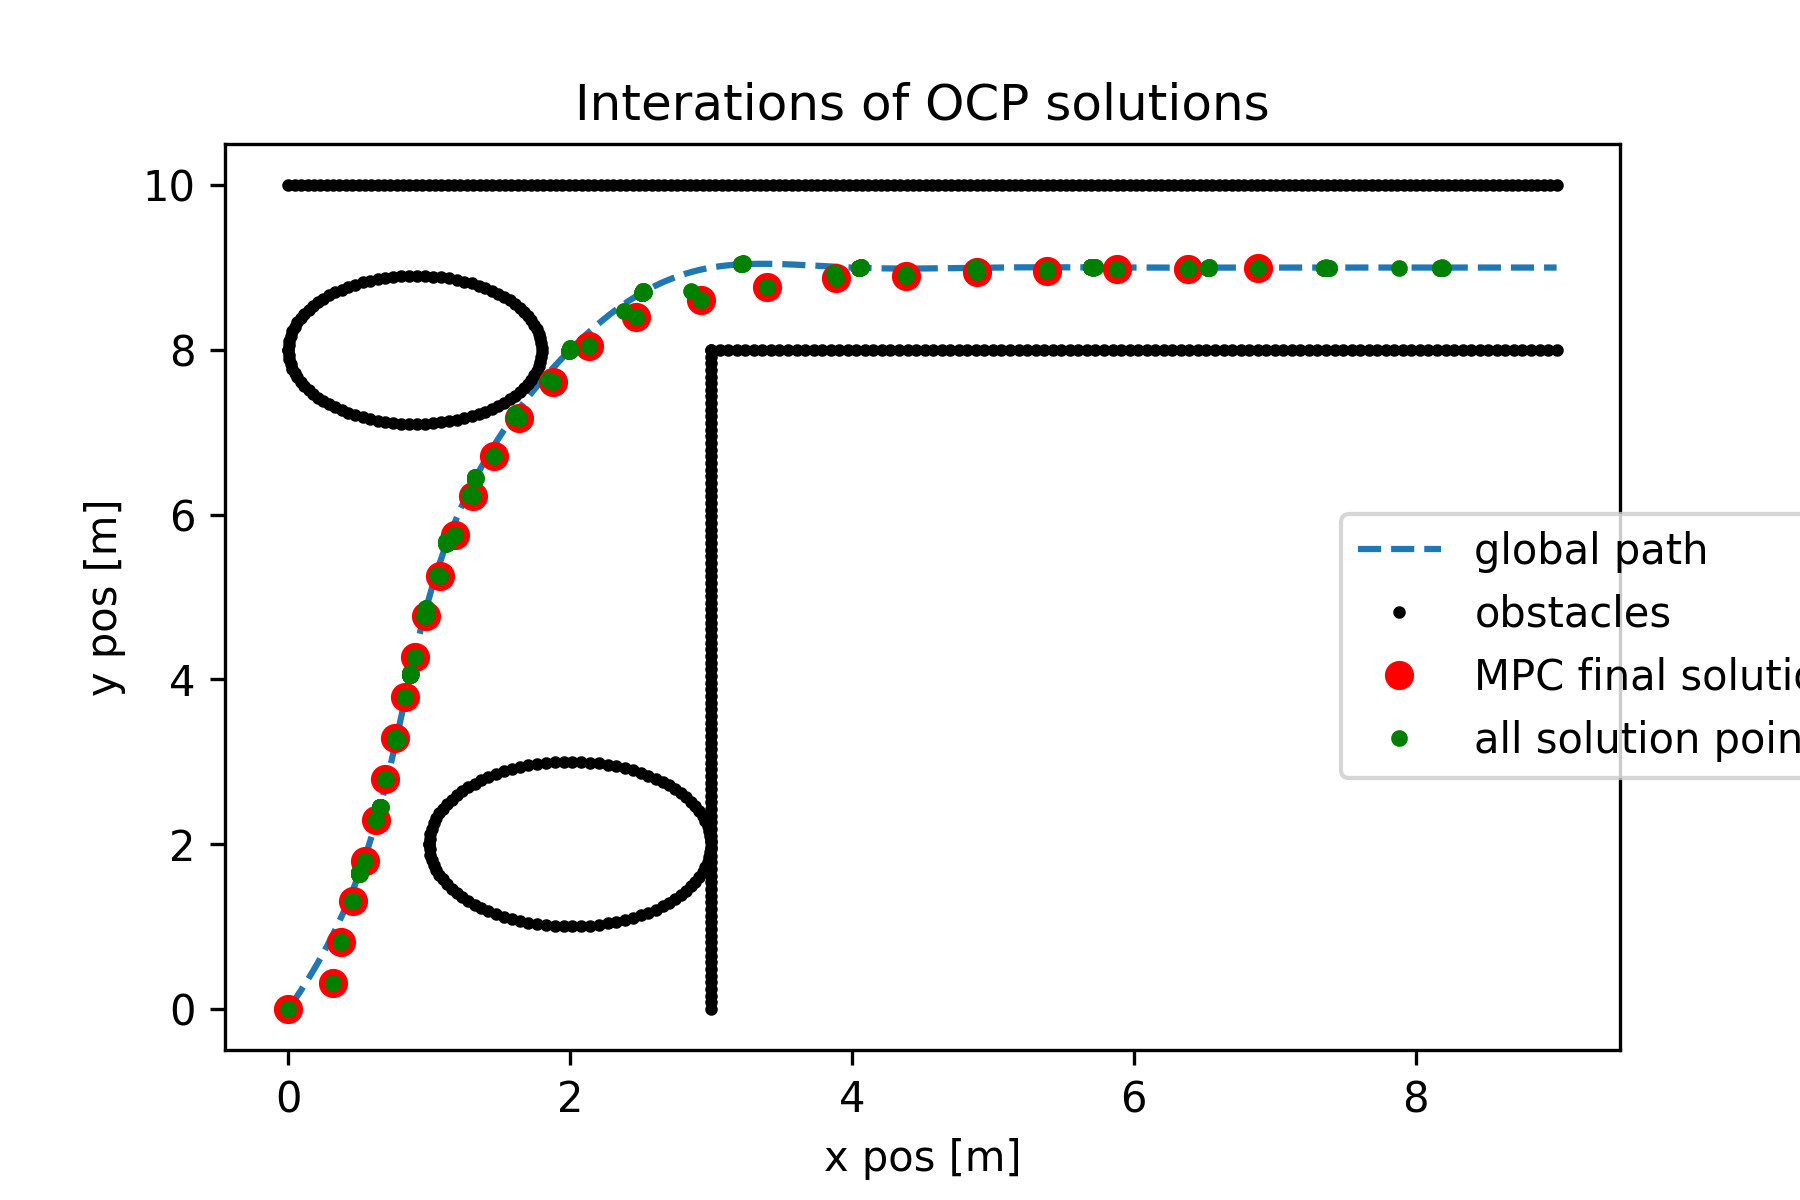 Interations of OCP solutions
10
8
6
4
2
0
y pos [m]
0 2 4 6 8
x pos [m]
global path
obstacles
MPC final solutio
all solution poin